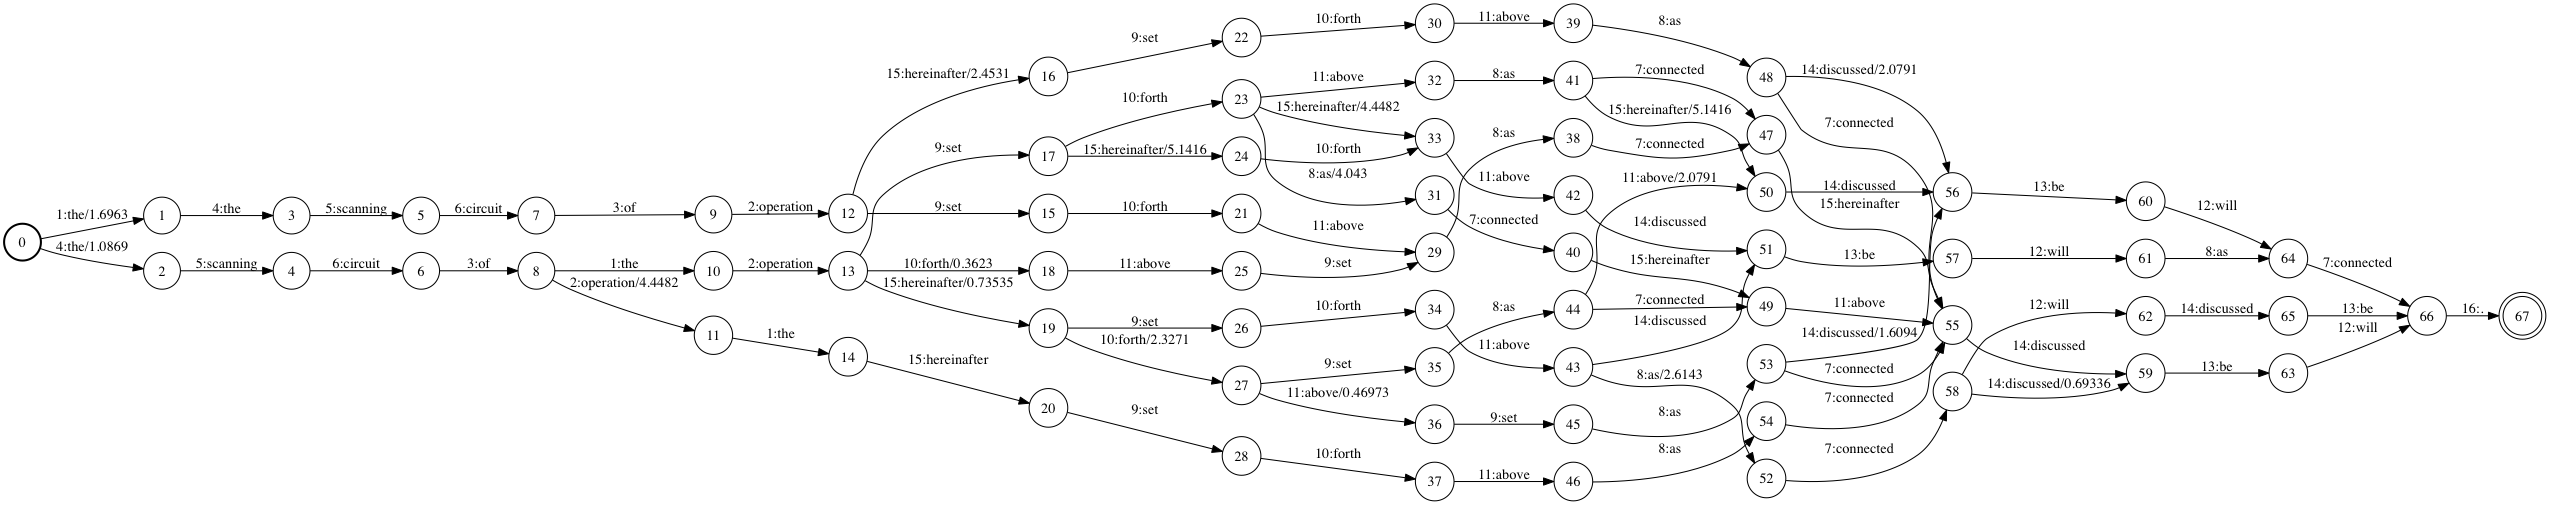 0
1:the/1.6963
4:the/1.0869
1
4:the
3
5:scanning
5
6:circuit
7
3:of
9
2:operation
12
2
5:scanning
4
6:circuit
6
3:of
8
1:the
2:operation/4.4482
10
2:operation
13
11
1:the
14
15:hereinafter
20
9:set
28
10:forth
37
11:above
46
8:as
54
7:connected
15:hereinafter/2.4531
16
9:set
22
10:forth
30
11:above
39
8:as
48
14:discussed/2.0791
7:connected
9:set
15
10:forth
21
11:above
29
8:as
38
7:connected
47
15:hereinafter
9:set
17
10:forth
15:hereinafter/5.1416
23
11:above
15:hereinafter/4.4482
8:as/4.043
32
8:as
41
7:connected
15:hereinafter/5.1416
24
10:forth
33
11:above
42
14:discussed
31
7:connected
40
15:hereinafter
10:forth/0.3623
15:hereinafter/0.73535
18
11:above
25
9:set
19
9:set
10:forth/2.3271
26
10:forth
34
11:above
43
14:discussed
8:as/2.6143
27
9:set
11:above/0.46973
35
8:as
44
11:above/2.0791
7:connected
36
9:set
45
8:as
53
14:discussed/1.6094
7:connected
50
14:discussed
51
13:be
49
11:above
52
7:connected
56
13:be
60
12:will
57
12:will
61
8:as
64
7:connected
55
14:discussed
58
12:will
14:discussed/0.69336
62
14:discussed
65
13:be
59
13:be
63
12:will
66
16:.
67